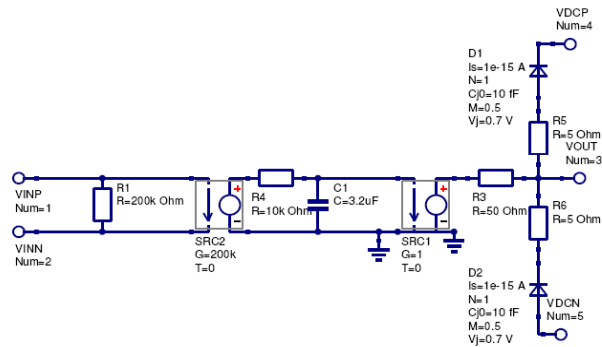 VDCP
Num=4
D1
Is=1e-15 A
N=1
Cj0=10 fF
M=0.5
Vj=0.7 V
R5
R=5 Ohm
VOUT
Num=3
VINP
Num=1
R1
R=200k Ohm
VINN
Num=2
SRC2
G=200k
T=0
+
−
R4
R=10k Ohm
C1
C=3.2uF
SRC1
G=1
T=0
+
−
R3
R=50 Ohm
R6
R=5 Ohm
D2
Is=1e-15 A
N=1
Cj0=10 fF
M=0.5
Vj=0.7 V
VDCN
Num=5